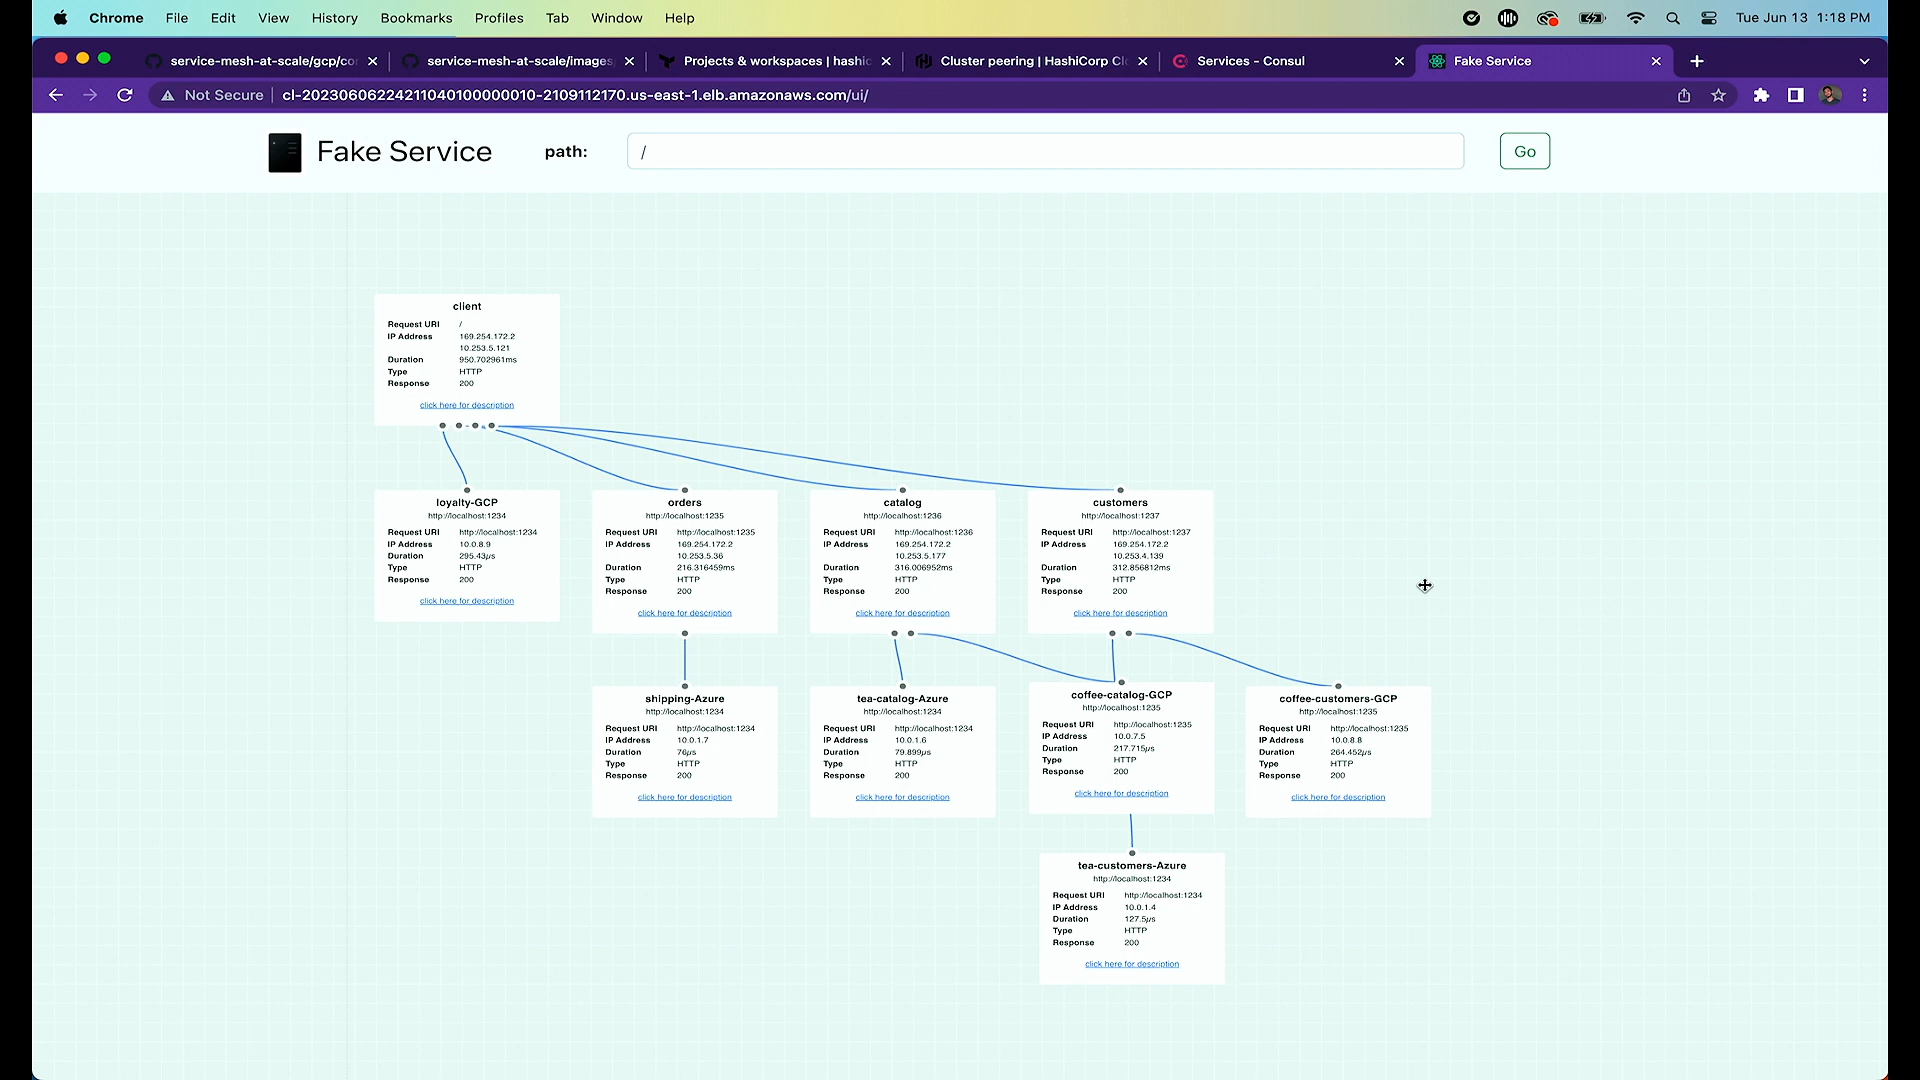 Chrome File Edit View History Bookmarks Profiles Tab Window Help Tue Jun 13 1:18 PM
service-mesh-at-scale/gcp/co service-mesh-at-scale/images Projects & workspaces | hashic Cluster peering | HashiCorp Cl Services - Consul Fake Service
Not Secure cl-20230606224211040100000010-2109112170.us-east-1.elb.amazonaws.com/ui/
Fake Service path: / Go
client
Request URI /
IP Address 169.254.172.2
10.253.5.121
Duration 950.702961ms
Type HTTP
Response 200
click here for description
loyalty-GCP
http://localhost:1234
Request URI http://localhost:1234
IP Address 10.0.8.9
Duration 295.43µs
Type HTTP
Response 200
click here for description
orders
http://localhost:1235
Request URI http://localhost:1235
IP Address 169.254.172.2
10.253.5.36
Duration 216.316459ms
Type HTTP
Response 200
click here for description
catalog
http://localhost:1236
Request URI http://localhost:1236
IP Address 169.254.172.2
10.253.5.177
Duration 316.006952ms
Type HTTP
Response 200
click here for description
customers
http://localhost:1237
Request URI http://localhost:1237
IP Address 169.254.172.2
10.253.4.139
Duration 312.856812ms
Type HTTP
Response 200
click here for description
shipping-Azure
http://localhost:1234
Request URI http://localhost:1234
IP Address 10.0.1.7
Duration 76µs
Type HTTP
Response 200
click here for description
tea-catalog-Azure
http://localhost:1234
Request URI http://localhost:1234
IP Address 10.0.1.6
Duration 79.899µs
Type HTTP
Response 200
click here for description
coffee-catalog-GCP
http://localhost:1235
Request URI http://localhost:1235
IP Address 10.0.7.5
Duration 217.715µs
Type HTTP
Response 200
click here for description
coffee-customers-GCP
http://localhost:1235
Request URI http://localhost:1235
IP Address 10.0.8.8
Duration 264.452µs
Type HTTP
Response 200
click here for description
tea-customers-Azure
http://localhost:1234
Request URI http://localhost:1234
IP Address 10.0.1.4
Duration 127.5µs
Type HTTP
Response 200
click here for description